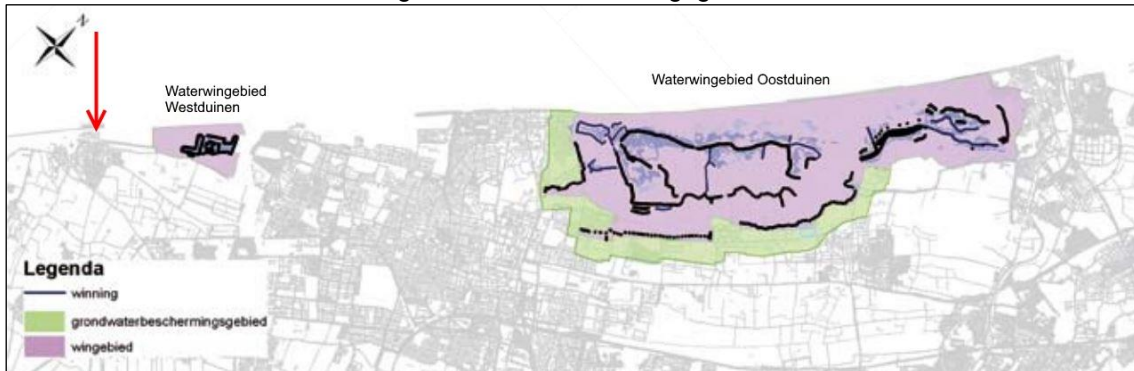 N
Waterwingebied
Westduinen
Waterwingebied Oostduinen
Legenda
winning
grondwaterbeschermingsgebied
wingebied